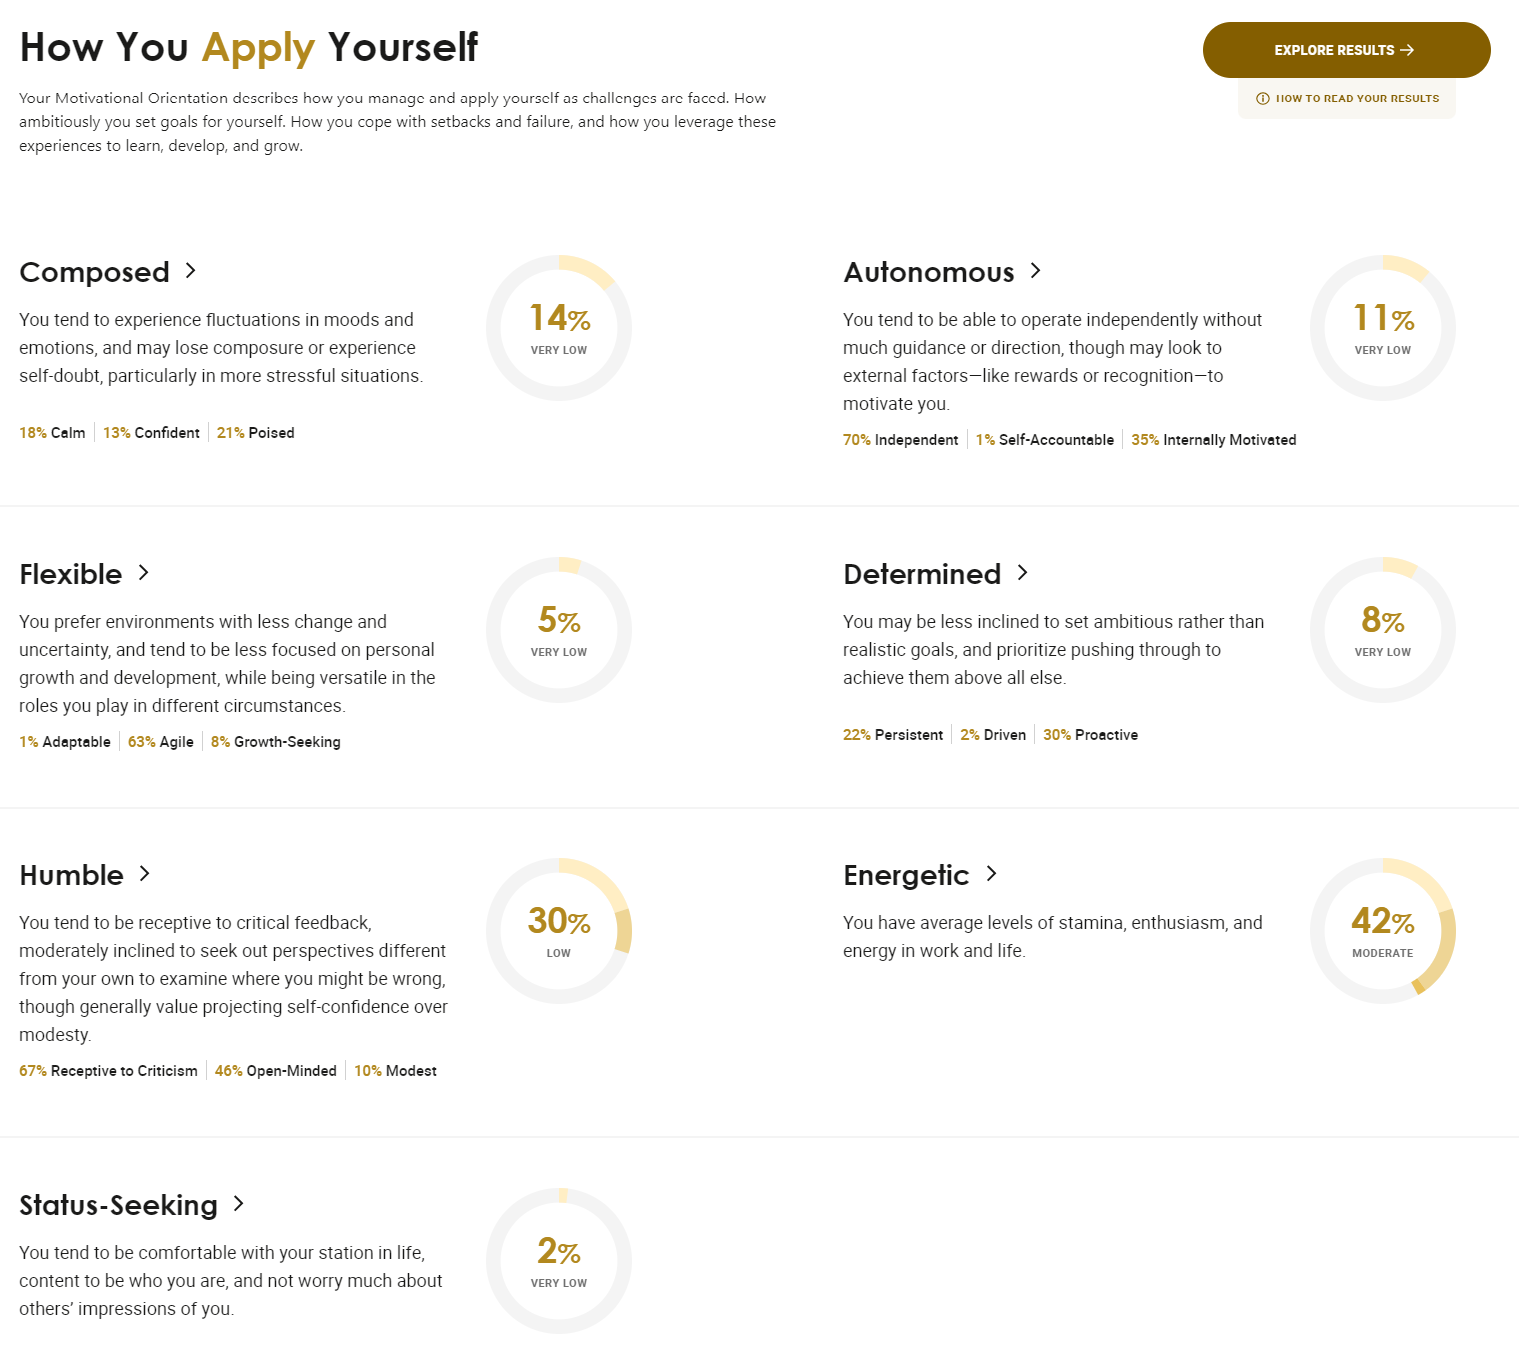 How You Apply Yourself
EXPLORE RESULTS →
HOW TO READ YOUR RESULTS
Your Motivational Orientation describes how you manage and apply yourself as challenges are faced. How
ambitiously you set goals for yourself. How you cope with setbacks and failure, and how you leverage these
experiences to learn, develop, and grow.
Composed
You tend to experience fluctuations in moods and
emotions, and may lose composure or experience
self-doubt, particularly in more stressful situations.
18% Calm | 13% Confident | 21% Poised
14%
VERY LOW
Autonomous
You tend to be able to operate independently without
much guidance or direction, though may look to
external factors—like rewards or recognition—to
motivate you.
70% Independent | 1% Self-Accountable | 35% Internally Motivated
11%
VERY LOW
Flexible
You prefer environments with less change and
uncertainty, and tend to be less focused on personal
growth and development, while being versatile in the
roles you play in different circumstances.
1% Adaptable | 63% Agile | 8% Growth-Seeking
5%
VERY LOW
Determined
You may be less inclined to set ambitious rather than
realistic goals, and prioritize pushing through to
achieve them above all else.
22% Persistent | 2% Driven | 30% Proactive
8%
VERY LOW
Humble
You tend to be receptive to critical feedback,
moderately inclined to seek out perspectives different
from your own to examine where you might be wrong,
though generally value projecting self-confidence over
modesty.
67% Receptive to Criticism | 46% Open-Minded | 10% Modest
30%
LOW
Energetic
You have average levels of stamina, enthusiasm, and
energy in work and life.
42%
MODERATE
Status-Seeking
You tend to be comfortable with your station in life,
content to be who you are, and not worry much about
others’ impressions of you.
2%
VERY LOW